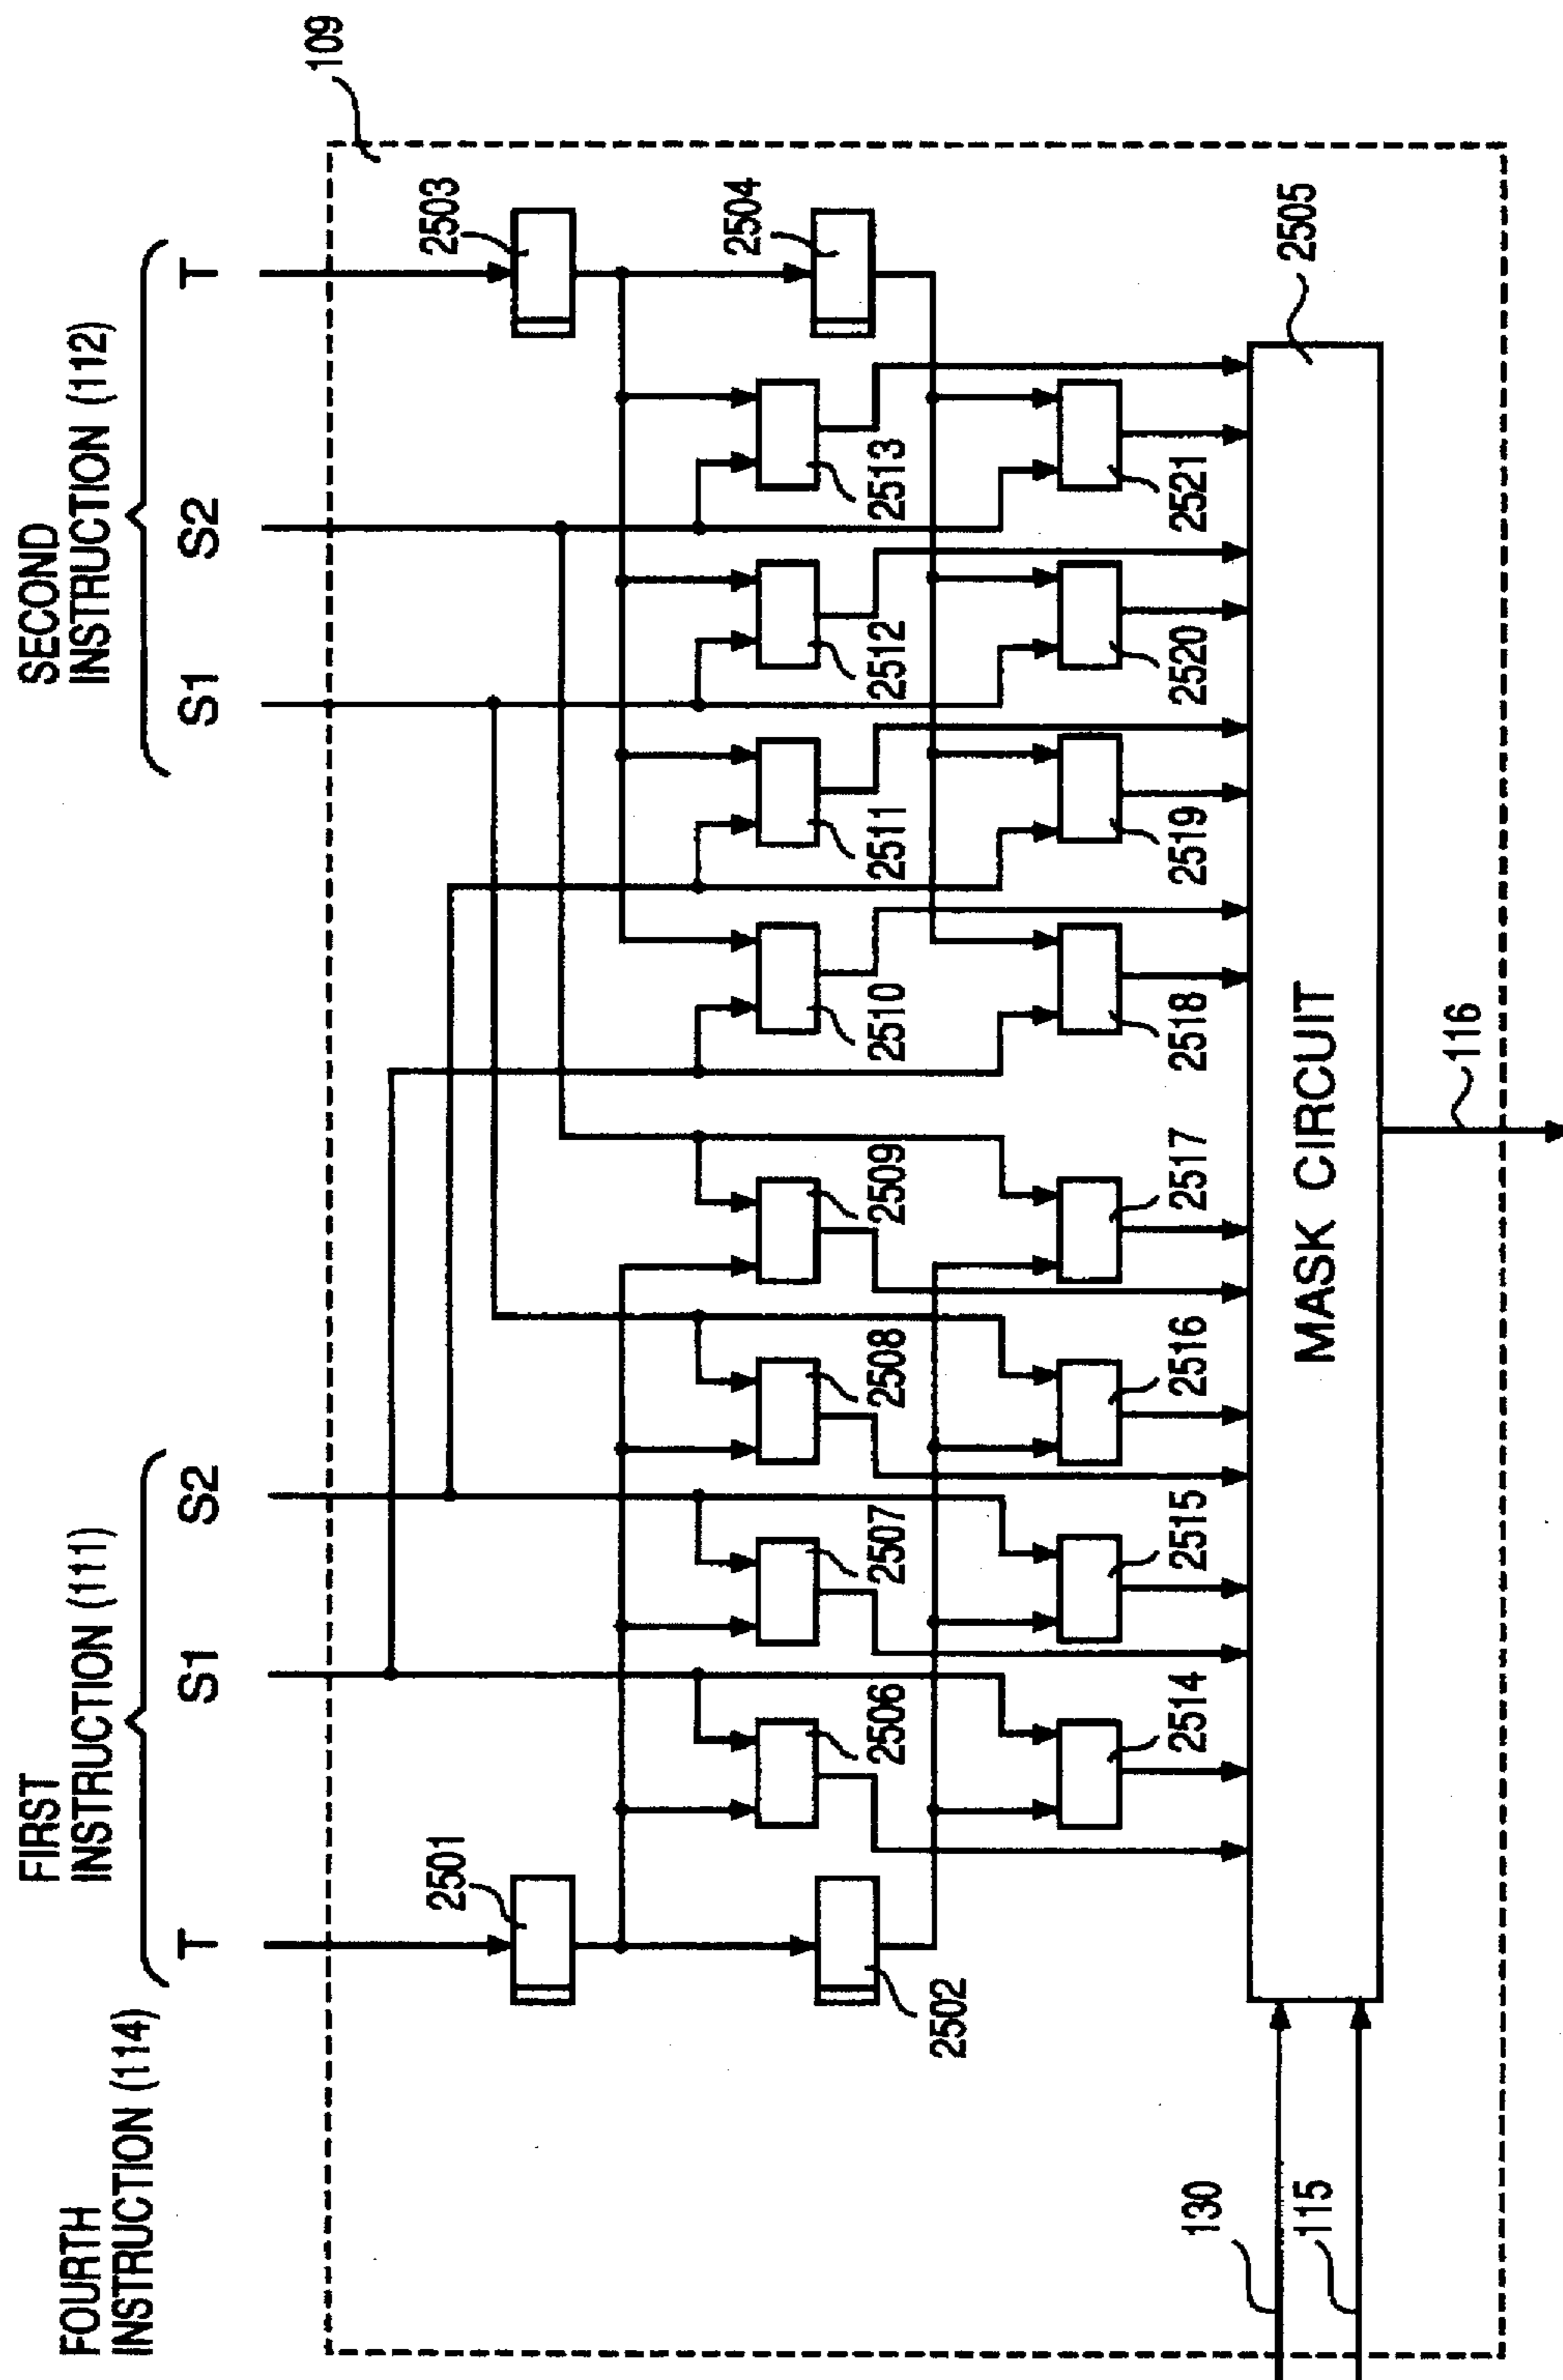 FOURTH
INSTRUCTION (114)
FIRST
INSTRUCTION (111)
SECOND
INSTRUCTION (112)
T
S1
S2
S1
S2
T
109
2501
2503
2502
2504
2506
2507
2508
2509
2510
2511
2512
2513
2514
2515
2516
2517
2518
2519
2520
2521
130
115
MASK CIRCUIT
2505
116